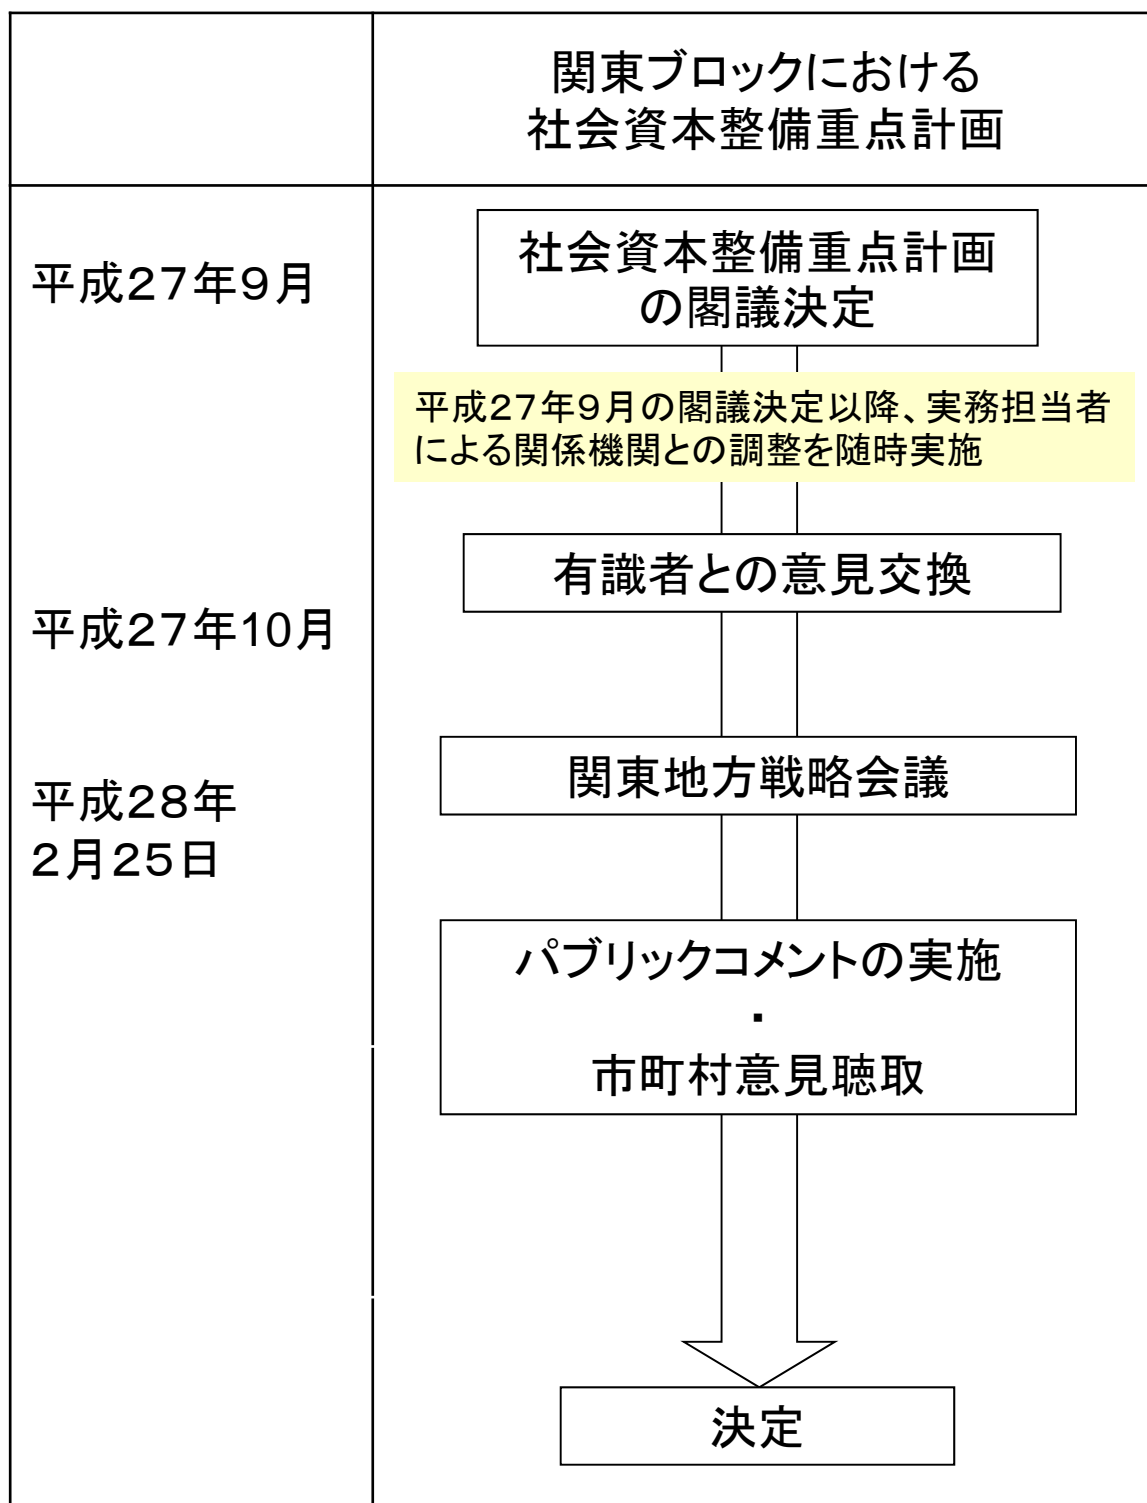 関東ブロックにおける
社会資本整備重点計画
平成２７年９月
社会資本整備重点計画
の閣議決定
平成２７年９月の閣議決定以降、実務担当者
による関係機関との調整を随時実施
有識者との意見交換
平成２７年10月
関東地方戦略会議
平成２８年
２月２５日
パブリックコメントの実施
・
市町村意見聴取
決定